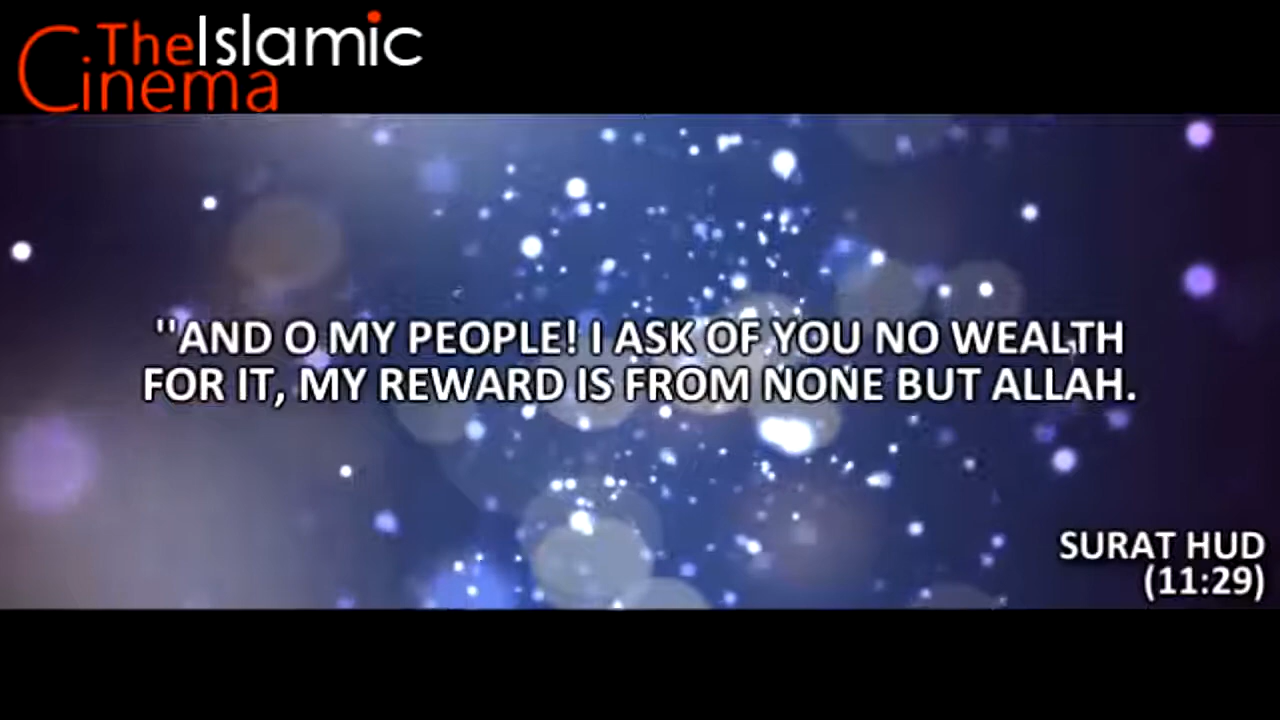 TheIslamic
Cinema
"AND O MY PEOPLE! I ASK OF YOU NO WEALTH
FOR IT, MY REWARD IS FROM NONE BUT ALLAH.
SURAT HUD
(11:29)